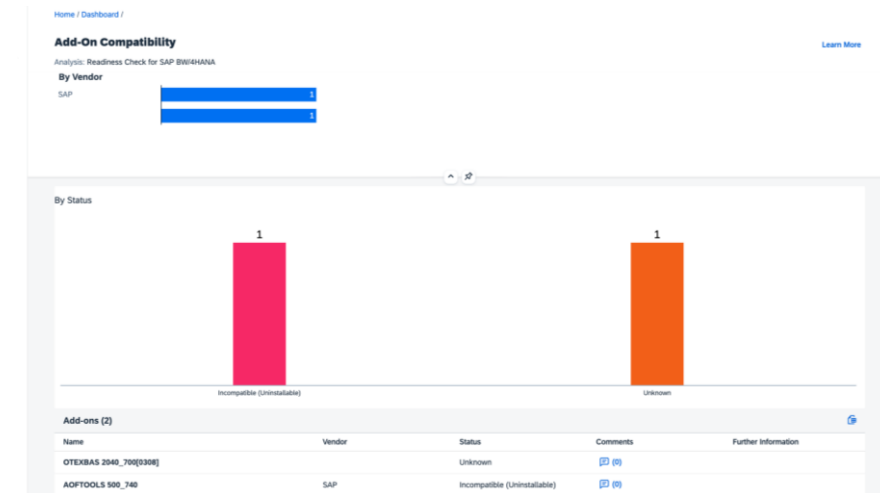 Home / Dashboard /
Add-On Compatibility
Learn More
Analysis: Readiness Check for SAP BW/4HANA
By Vendor
SAP 1
1
By Status
1 1
Incompatible (Uninstallable) Unknown
Add-ons (2)
Name Vendor Status Comments Further Information
OTEXBAS 2040_700[0308] Unknown (0)
AOFTOOLS 500_740 SAP Incompatible (Uninstallable) (0)